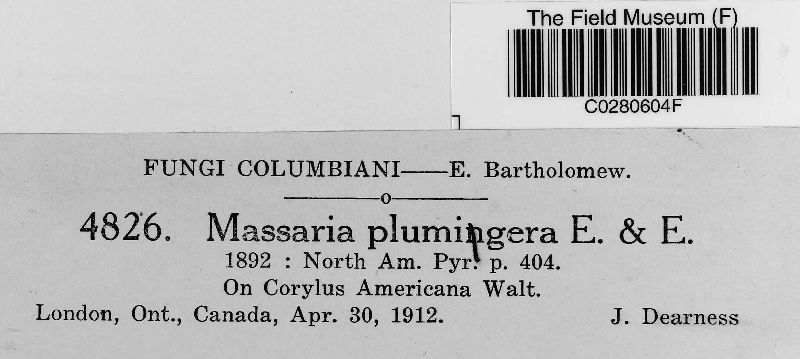 The Field Museum (F)
C0280604F
FUNGI COLUMBIANI——E. Bartholomew.
o
4826. Massaria plumigera E. & E.
1892 : North Am. Pyr. p. 404.
On Corylus Americana Walt.
London, Ont., Canada, Apr. 30, 1912. J. Dearness